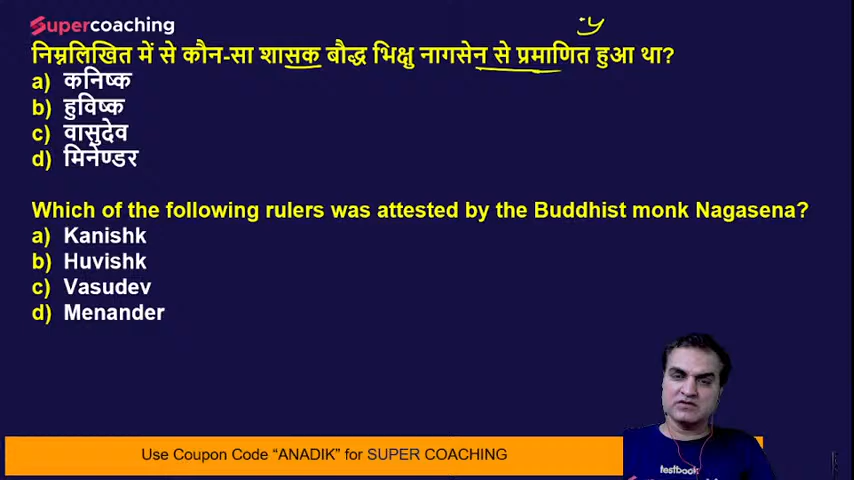 Supercoaching
निम्नलिखित में से कौन-सा शासक बौद्ध भिक्षु नागसेन से प्रमाणित हुआ था?
a) कनिष्क
b) हुविष्क
c) वासुदेव
d) मिनेण्डर
Which of the following rulers was attested by the Buddhist monk Nagasena?
a) Kanishk
b) Huvishk
c) Vasudev
d) Menander
Use Coupon Code “ANADIK” for SUPER COACHING
testbook